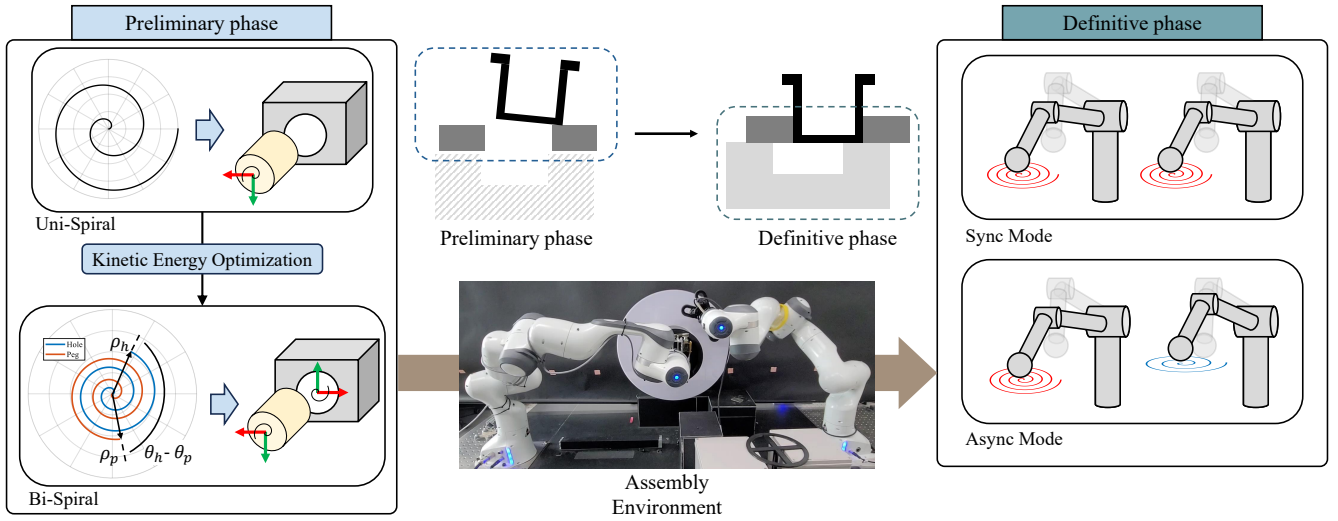 Preliminary phase
Uni-Spiral
Kinetic Energy Optimization
Hole
Peg
ρₕ
ρₚ
θₕ- θₚ
Bi-Spiral
Preliminary phase
Definitive phase
Assembly
Environment
Definitive phase
Sync Mode
Async Mode